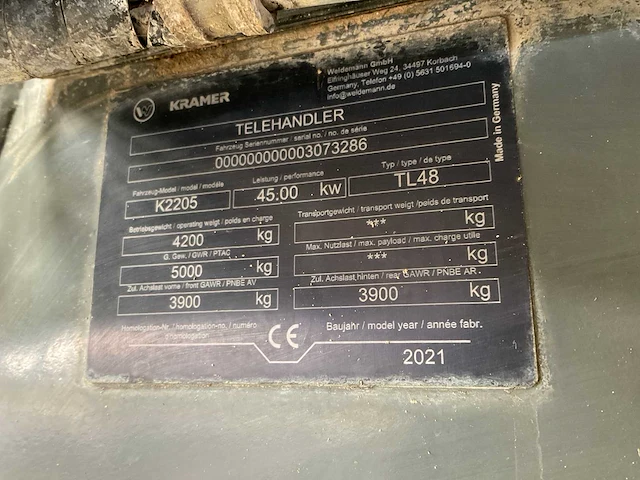 KRAMER
Weidemann GmbH
Elfringhäuser Weg 24, 34497 Korbach
Germany, Telefon +49 (0) 5631 501694-0
info@weidemann.de
TELEHANDLER
Fahrzeug Seriennummer / serial no. / no. de série
000000000003073286
Made in Germany
Fahrzeug-Model / modal / modéle
K2205
Leistung / performance
45.00 kw
Typ / type / de type
TL48
Betriebsgewicht / operating weigt / poids en charge
4200 kg
Transportgewicht / transport weigt /poids de transport
*** kg
G. Gew. / GWR / PTAC
5000 kg
Max. Nutzlast / max. payload / max. charge utile
*** kg
Zul. Achslast vorne / front GAWR / PNBE AV
3900 kg
Zul. Achslast hinten / rear GAWR / PNBE AR
3900 kg
Homologation-Nr. / homologation-no. / numéro
d'homologation
CE
Baujahr / model year / année fabr.
2021